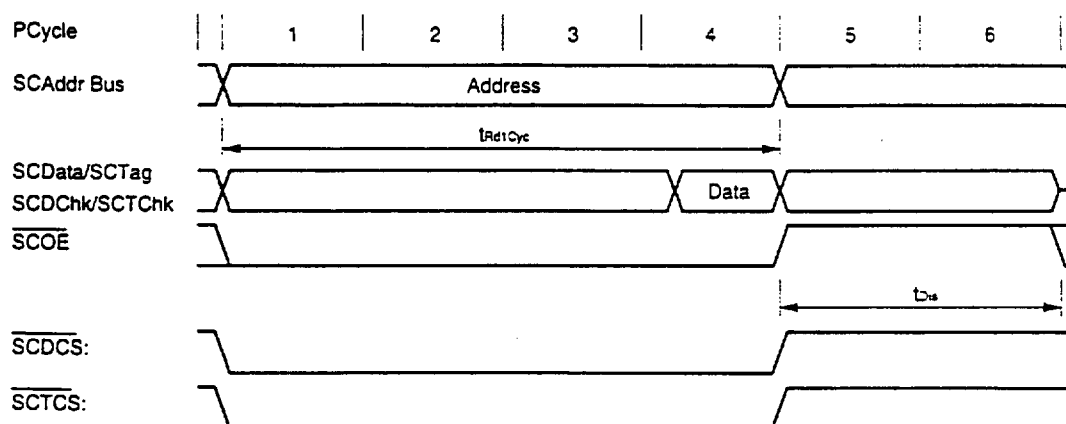 PCycle 1 2 3 4 5 6
SCAddr Bus Address
tRd1Cyc
SCData/SCTag
SCDChk/SCTChk Data
SCOE
tDis
SCDCS:
SCTCS: